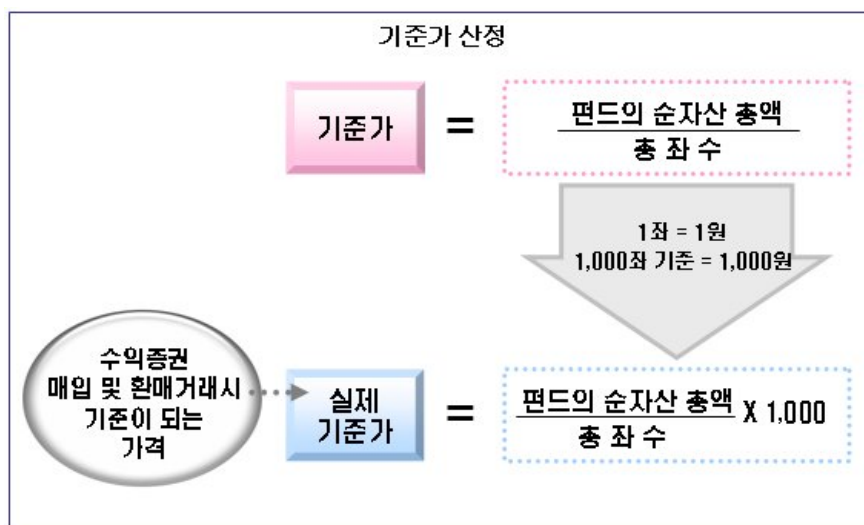 기준가 산정
기준가 = 펀드의 순자산 총액
총 좌 수
1좌 = 1원
1,000좌 기준 = 1,000원
수익증권
매입 및 환매거래시
기준이 되는
가격
실제
기준가
= 펀드의 순자산 총액 X 1,000
총 좌 수